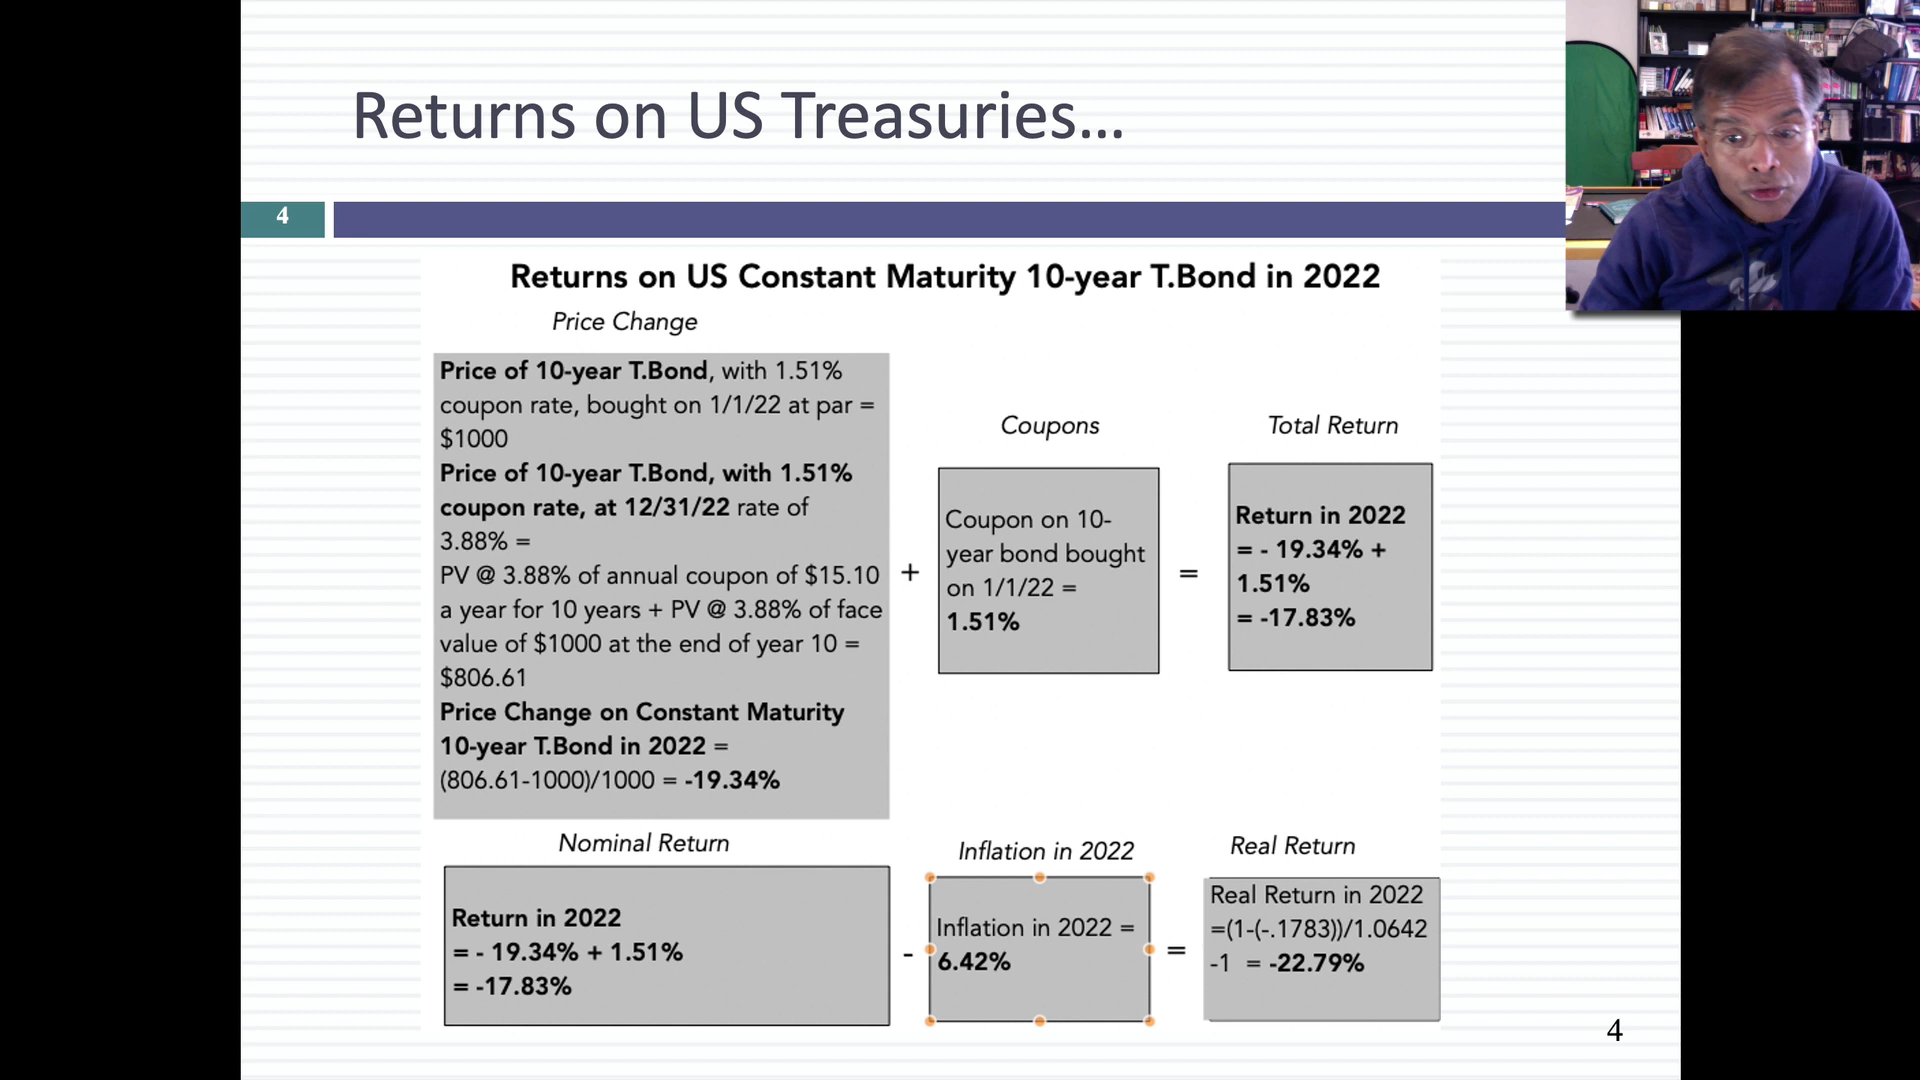 Returns on US Treasuries...
4
Returns on US Constant Maturity 10-year T.Bond in 2022
Price Change
Price of 10-year T.Bond, with 1.51%
coupon rate, bought on 1/1/22 at par =
$1000
Price of 10-year T.Bond, with 1.51%
coupon rate, at 12/31/22 rate of
3.88% =
PV @ 3.88% of annual coupon of $15.10
a year for 10 years + PV @ 3.88% of face
value of $1000 at the end of year 10 =
$806.61
Price Change on Constant Maturity
10-year T.Bond in 2022 =
(806.61-1000)/1000 = -19.34%
+
Coupons
Coupon on 10-
year bond bought
on 1/1/22 =
1.51%
=
Total Return
Return in 2022
= - 19.34% +
1.51%
= -17.83%
Nominal Return
Return in 2022
= - 19.34% + 1.51%
= -17.83%
-
Inflation in 2022
Inflation in 2022 =
6.42%
=
Real Return
Real Return in 2022
=(1-(-.1783))/1.0642
-1 = -22.79%
4